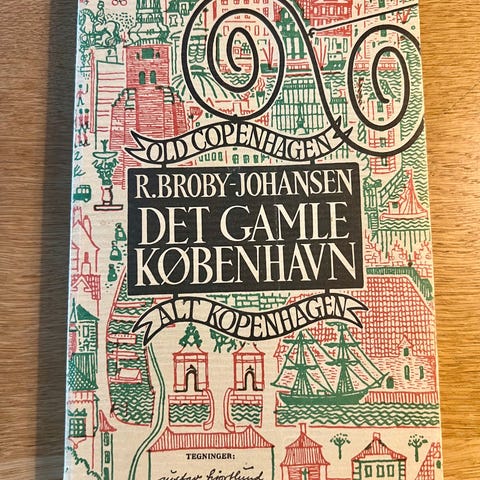 OLD COPENHAGEN
R. BROBY-JOHANSEN
DET GAMLE
KØBENHAVN
ALT KOPENHAGEN
TEGNINGER: